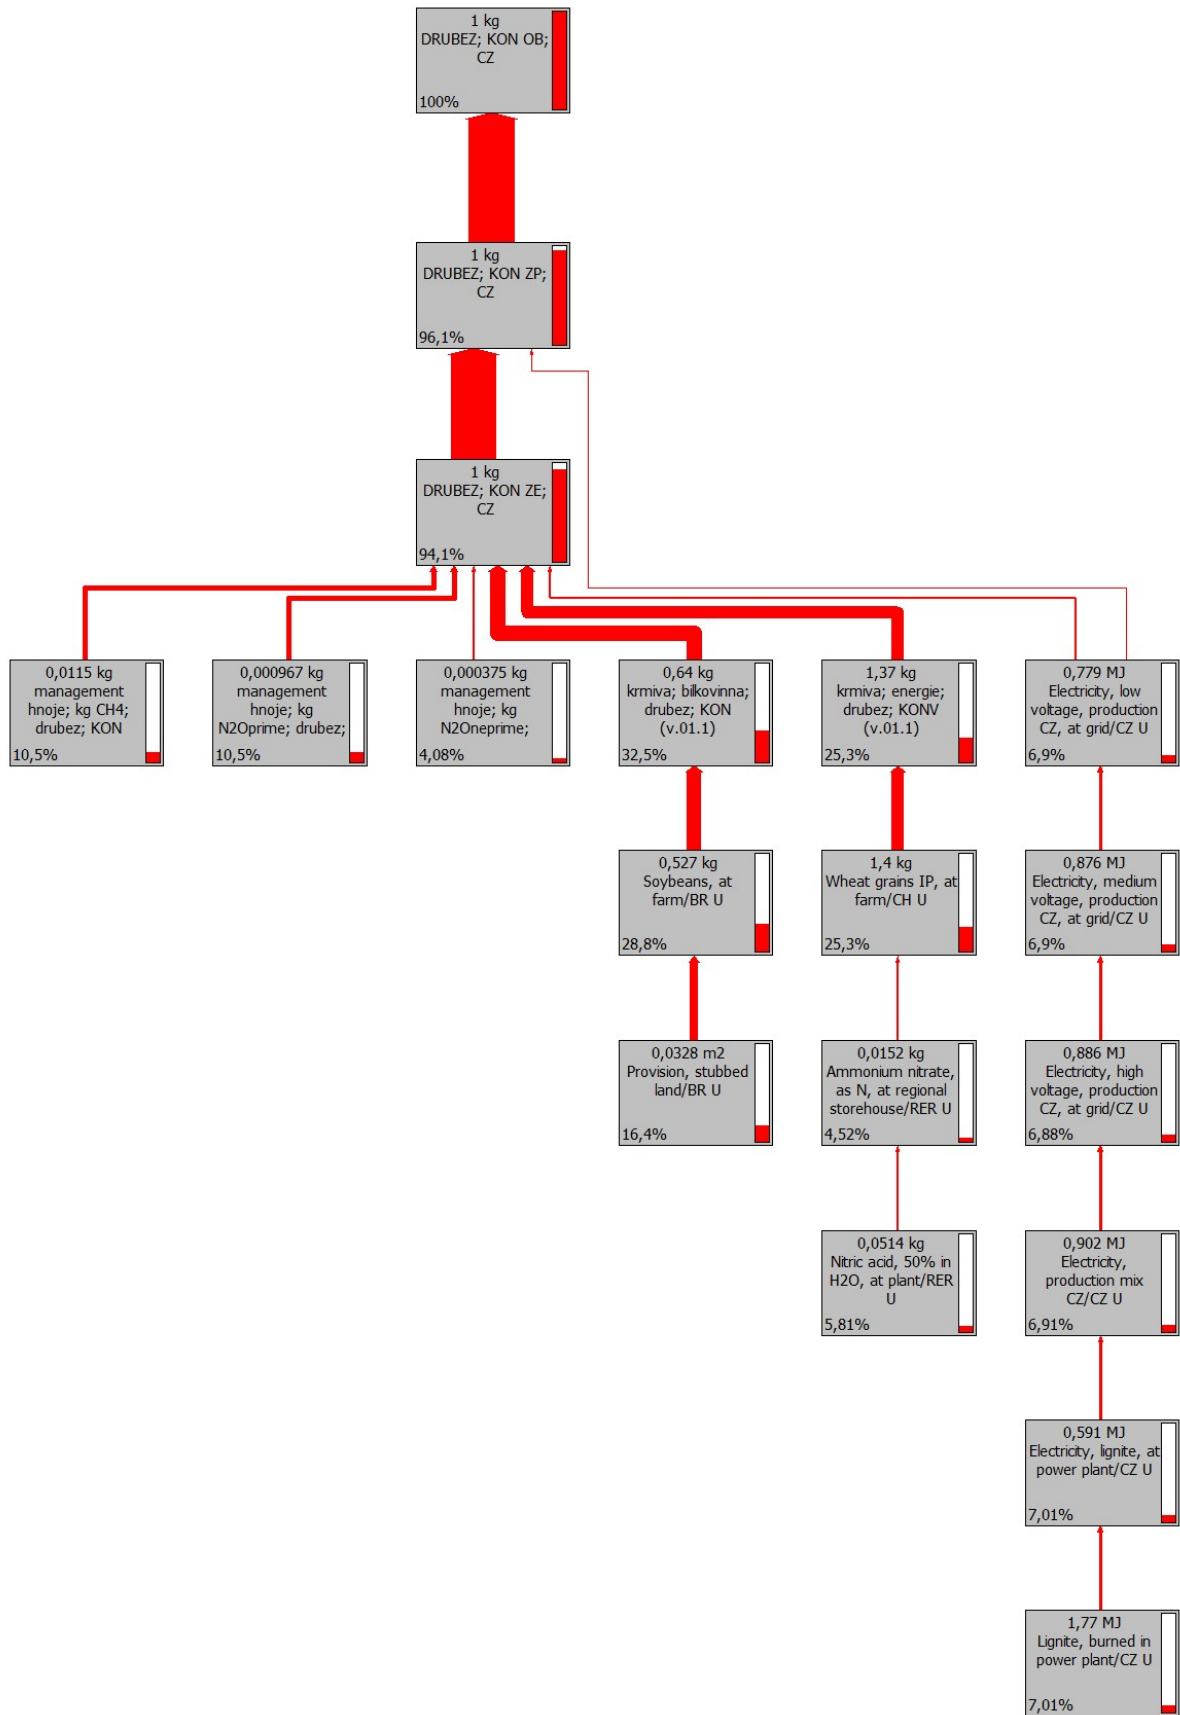 1 kg
DRUBEZ; KON OB;
CZ
100%
1 kg
DRUBEZ; KON ZP;
CZ
96,1%
1 kg
DRUBEZ; KON ZE;
CZ
94,1%
0,0115 kg
management
hnoje; kg CH4;
drubez; KON
10,5%
0,000967 kg
management
hnoje; kg
N2Oprime; drubez;
10,5%
0,000375 kg
management
hnoje; kg
N2Oneprime;
4,08%
0,64 kg
krmiva; bilkovinna;
drubez; KON
(v.01.1)
32,5%
1,37 kg
krmiva; energie;
drubez; KONV
(v.01.1)
25,3%
0,779 MJ
Electricity, low
voltage, production
CZ, at grid/CZ U
6,9%
0,527 kg
Soybeans, at
farm/BR U
28,8%
1,4 kg
Wheat grains IP, at
farm/CH U
25,3%
0,876 MJ
Electricity, medium
voltage, production
CZ, at grid/CZ U
6,9%
0,0328 m2
Provision, stubbed
land/BR U
16,4%
0,0152 kg
Ammonium nitrate,
as N, at regional
storehouse/RER U
4,52%
0,886 MJ
Electricity, high
voltage, production
CZ, at grid/CZ U
6,88%
0,0514 kg
Nitric acid, 50% in
H2O, at plant/RER
U
5,81%
0,902 MJ
Electricity,
production mix
CZ/CZ U
6,91%
0,591 MJ
Electricity, lignite, at
power plant/CZ U
7,01%
1,77 MJ
Lignite, burned in
power plant/CZ U
7,01%